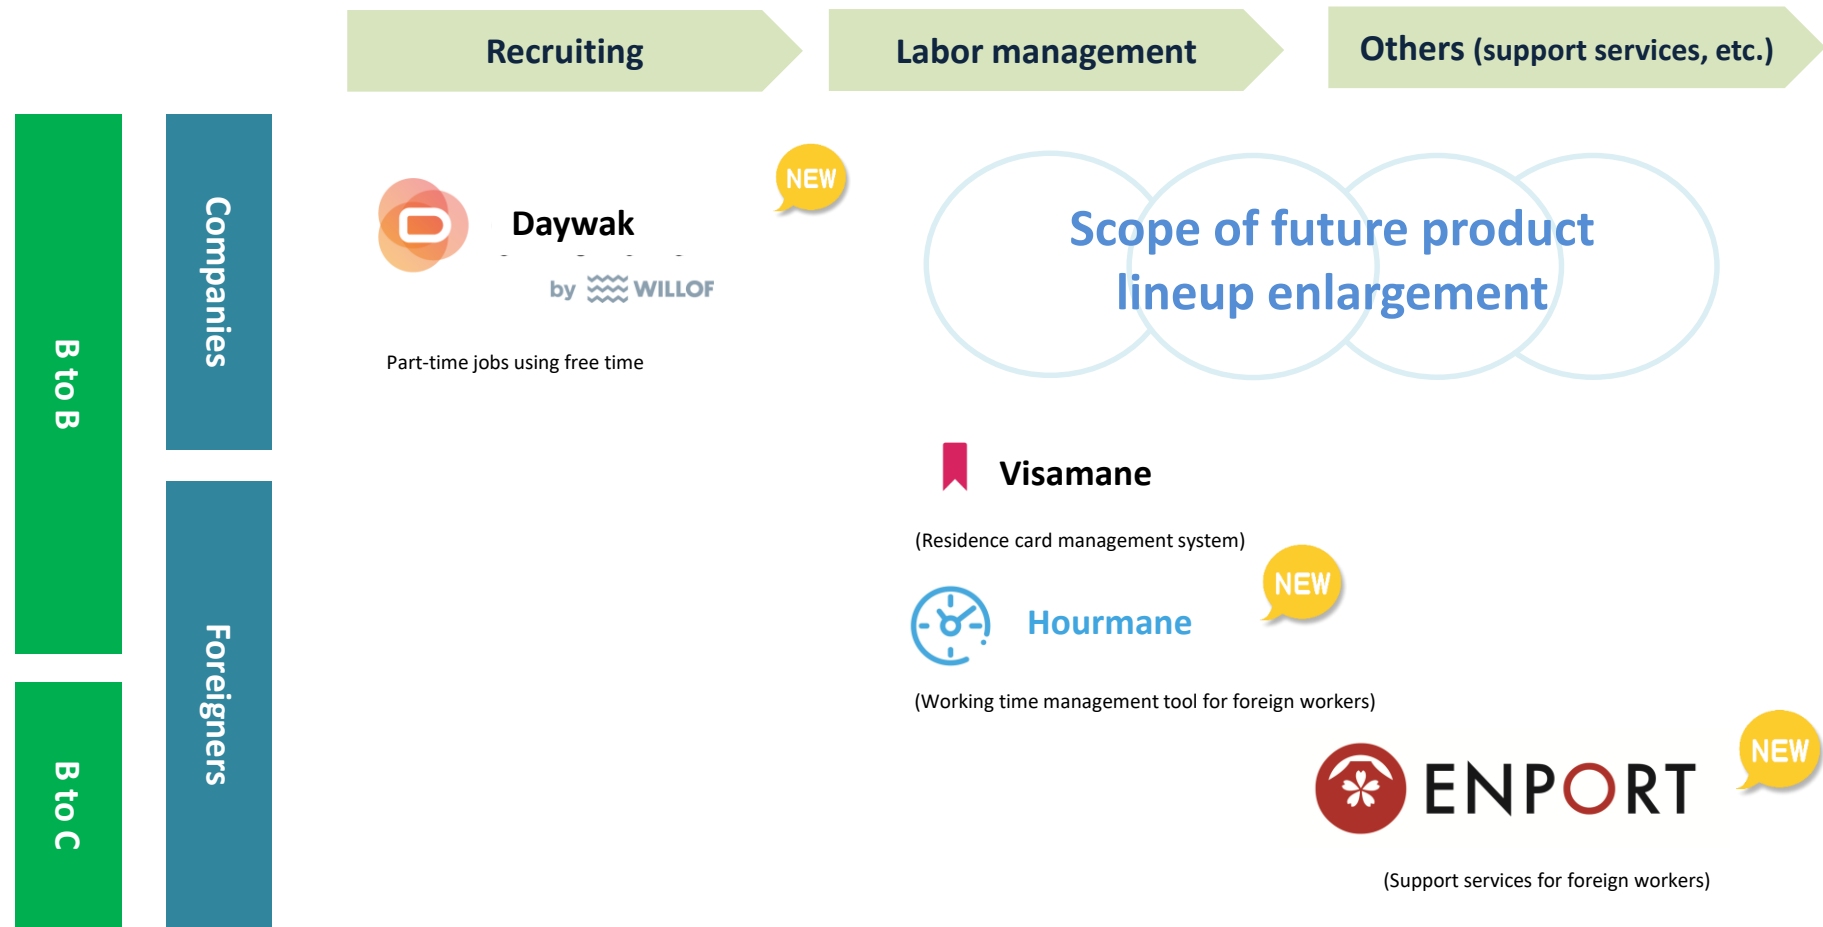 Recruiting
Labor management
Others (support services, etc.)
B to B
Companies
Daywak
by WILLOF
NEW
Part-time jobs using free time
Scope of future product
lineup enlargement
Foreigners
Visamane
(Residence card management system)
Hourmane
NEW
(Working time management tool for foreign workers)
B to C
ENPORT
NEW
(Support services for foreign workers)